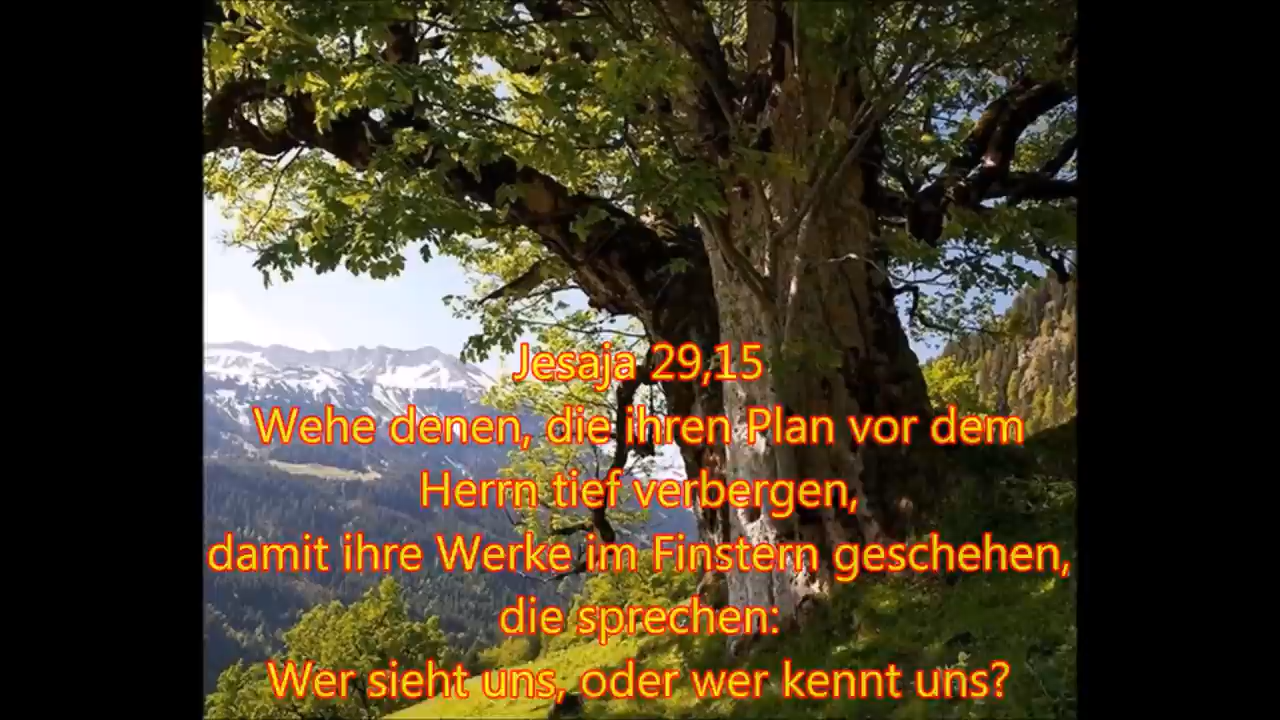 Jesaja 29,15
Wehe denen, die ihren Plan vor dem
Herrn tief verbergen,
damit ihre Werke im Finstern geschehen,
die sprechen:
Wer sieht uns, oder wer kennt uns?